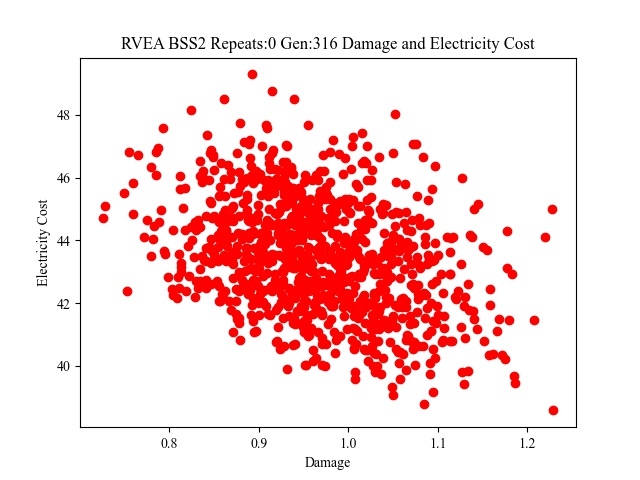 RVEA BSS2 Repeats:0 Gen:316 Damage and Electricity Cost
48
46
44
42
40
Electricity Cost
0.8 0.9 1.0 1.1 1.2
Damage